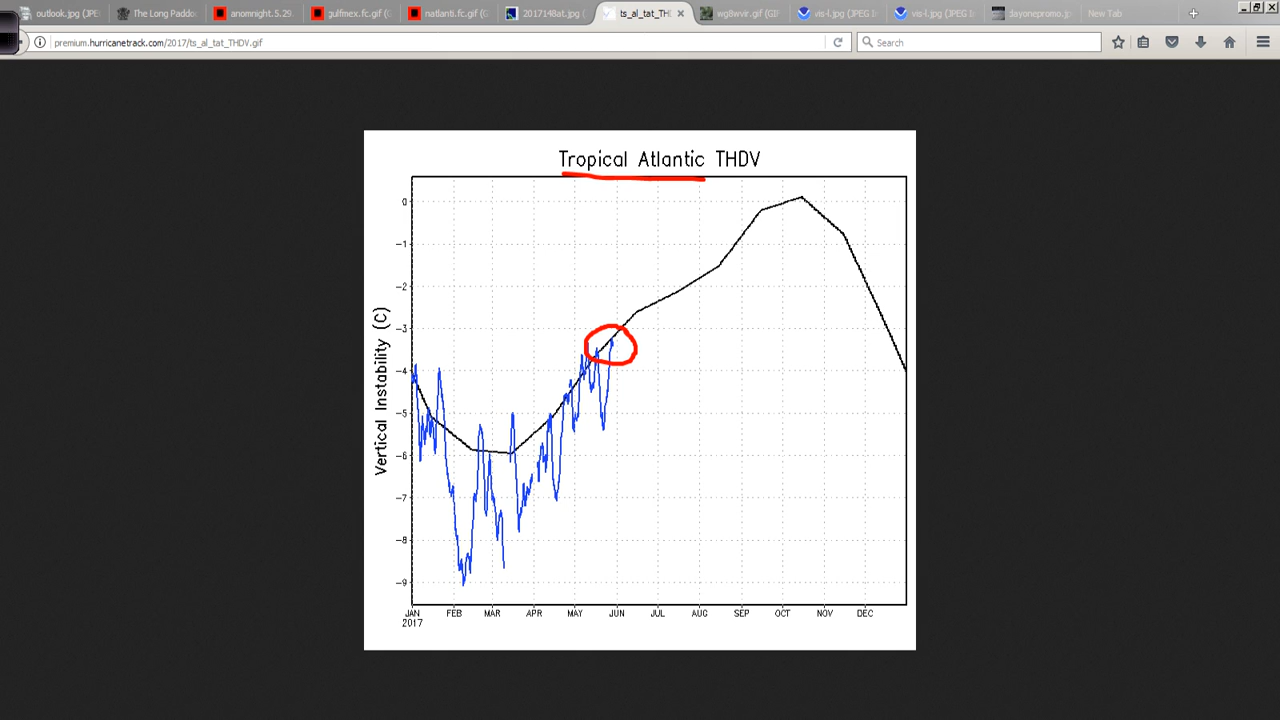 outlook.jpg (JPE The Long Paddo anomnight.5.29. gulfmex.fc.gif (C natlanti.fc.gif (G 2017148at.jpg ( ts_al_tat_THD wg8wvr.gif (GIF vis-l.jpg (JPEG I vis-l.jpg (JPEG I dayonepromo.jp New Tab
premium.hurricanetrack.com/2017/ts_al_tat_THDV.gif Search
Tropical Atlantic THDV
Vertical Instability (C)
0
-1
-2
-3
-4
-5
-6
-7
-8
-9
JAN FEB MAR APR MAY JUN JUL AUG SEP OCT NOV DEC
2017